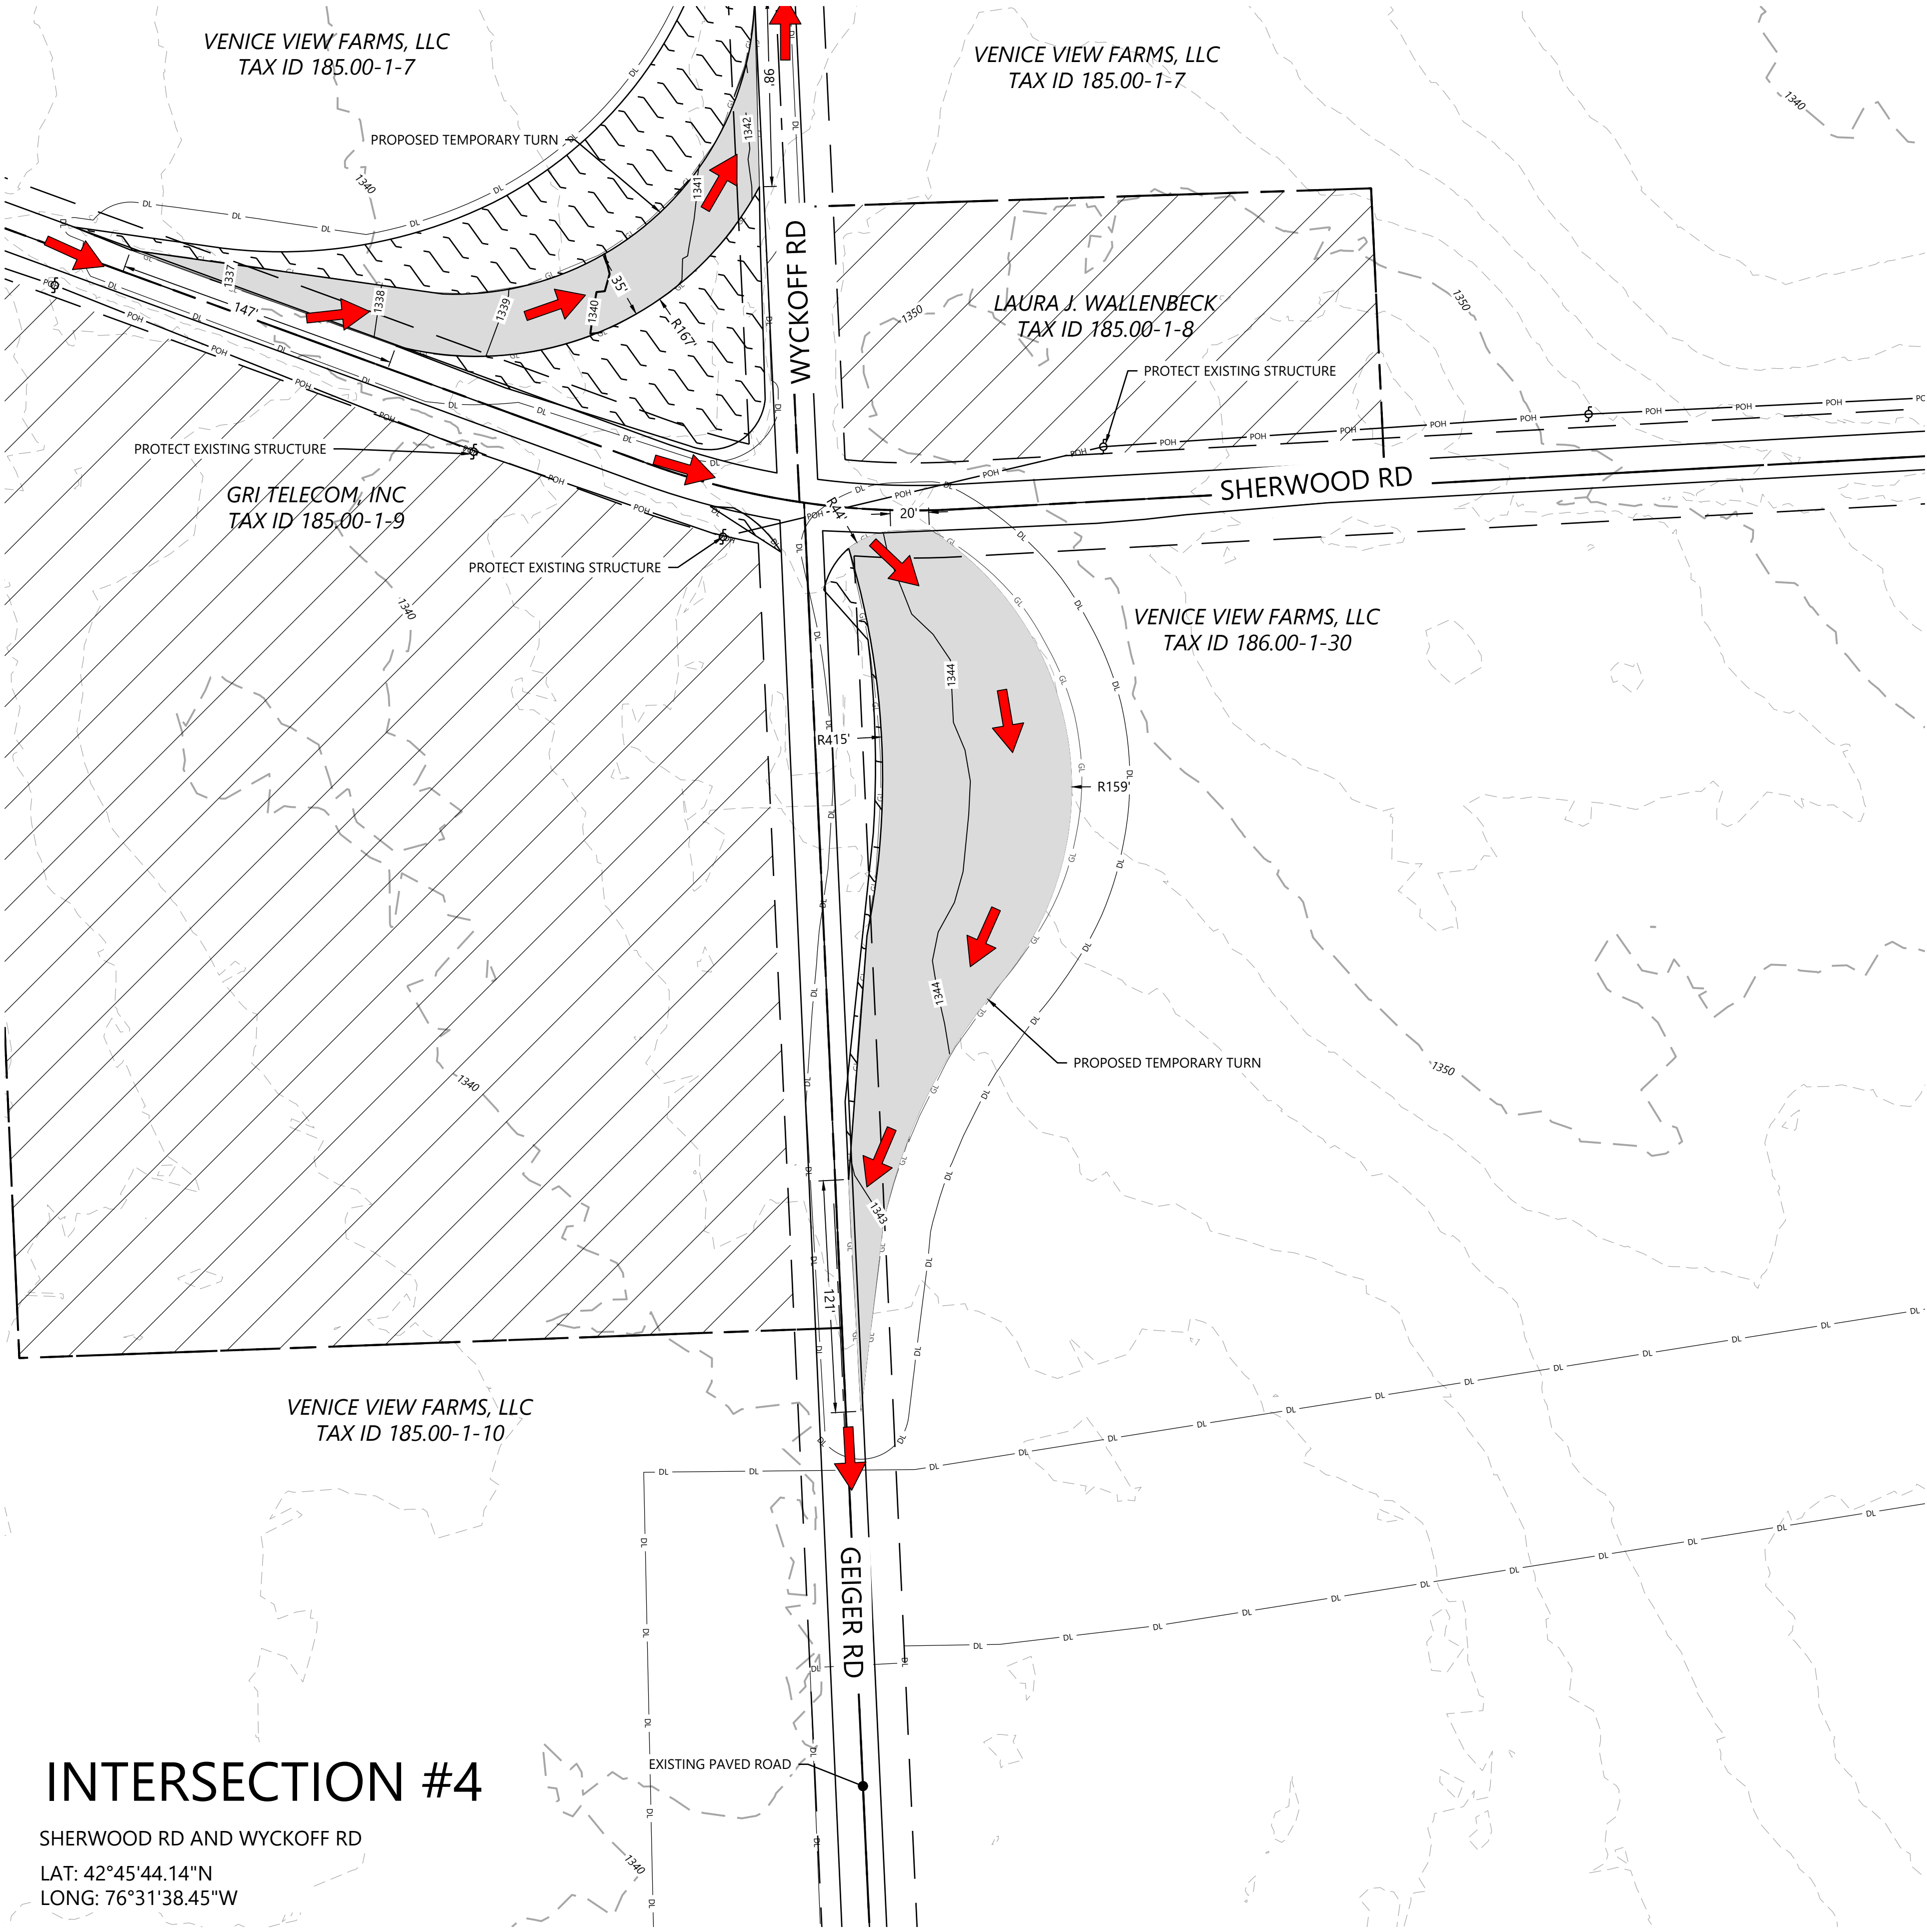 VENICE VIEW FARMS, LLC
TAX ID 185.00-1-7
VENICE VIEW FARMS, LLC
TAX ID 185.00-1-7
1340
98'
1342
PROPOSED TEMPORARY TURN
1341
1340
WYCKOFF RD
1337
1338
1339
1340
35'
R167'
147'
LAURA J. WALLENBECK
TAX ID 185.00-1-8
1350
1350
PROTECT EXISTING STRUCTURE
PROTECT EXISTING STRUCTURE
SHERWOOD RD
GRI TELECOM, INC
TAX ID 185.00-1-9
R44'
20'
PROTECT EXISTING STRUCTURE
1340
VENICE VIEW FARMS, LLC
TAX ID 186.00-1-30
1344
R415'
R159'
1344
PROPOSED TEMPORARY TURN
1340
1350
1343
121'
VENICE VIEW FARMS, LLC
TAX ID 185.00-1-10
GEIGER RD
EXISTING PAVED ROAD
INTERSECTION #4
SHERWOOD RD AND WYCKOFF RD
LAT: 42°45'44.14"N
LONG: 76°31'38.45"W
1340
DL
GL
POH